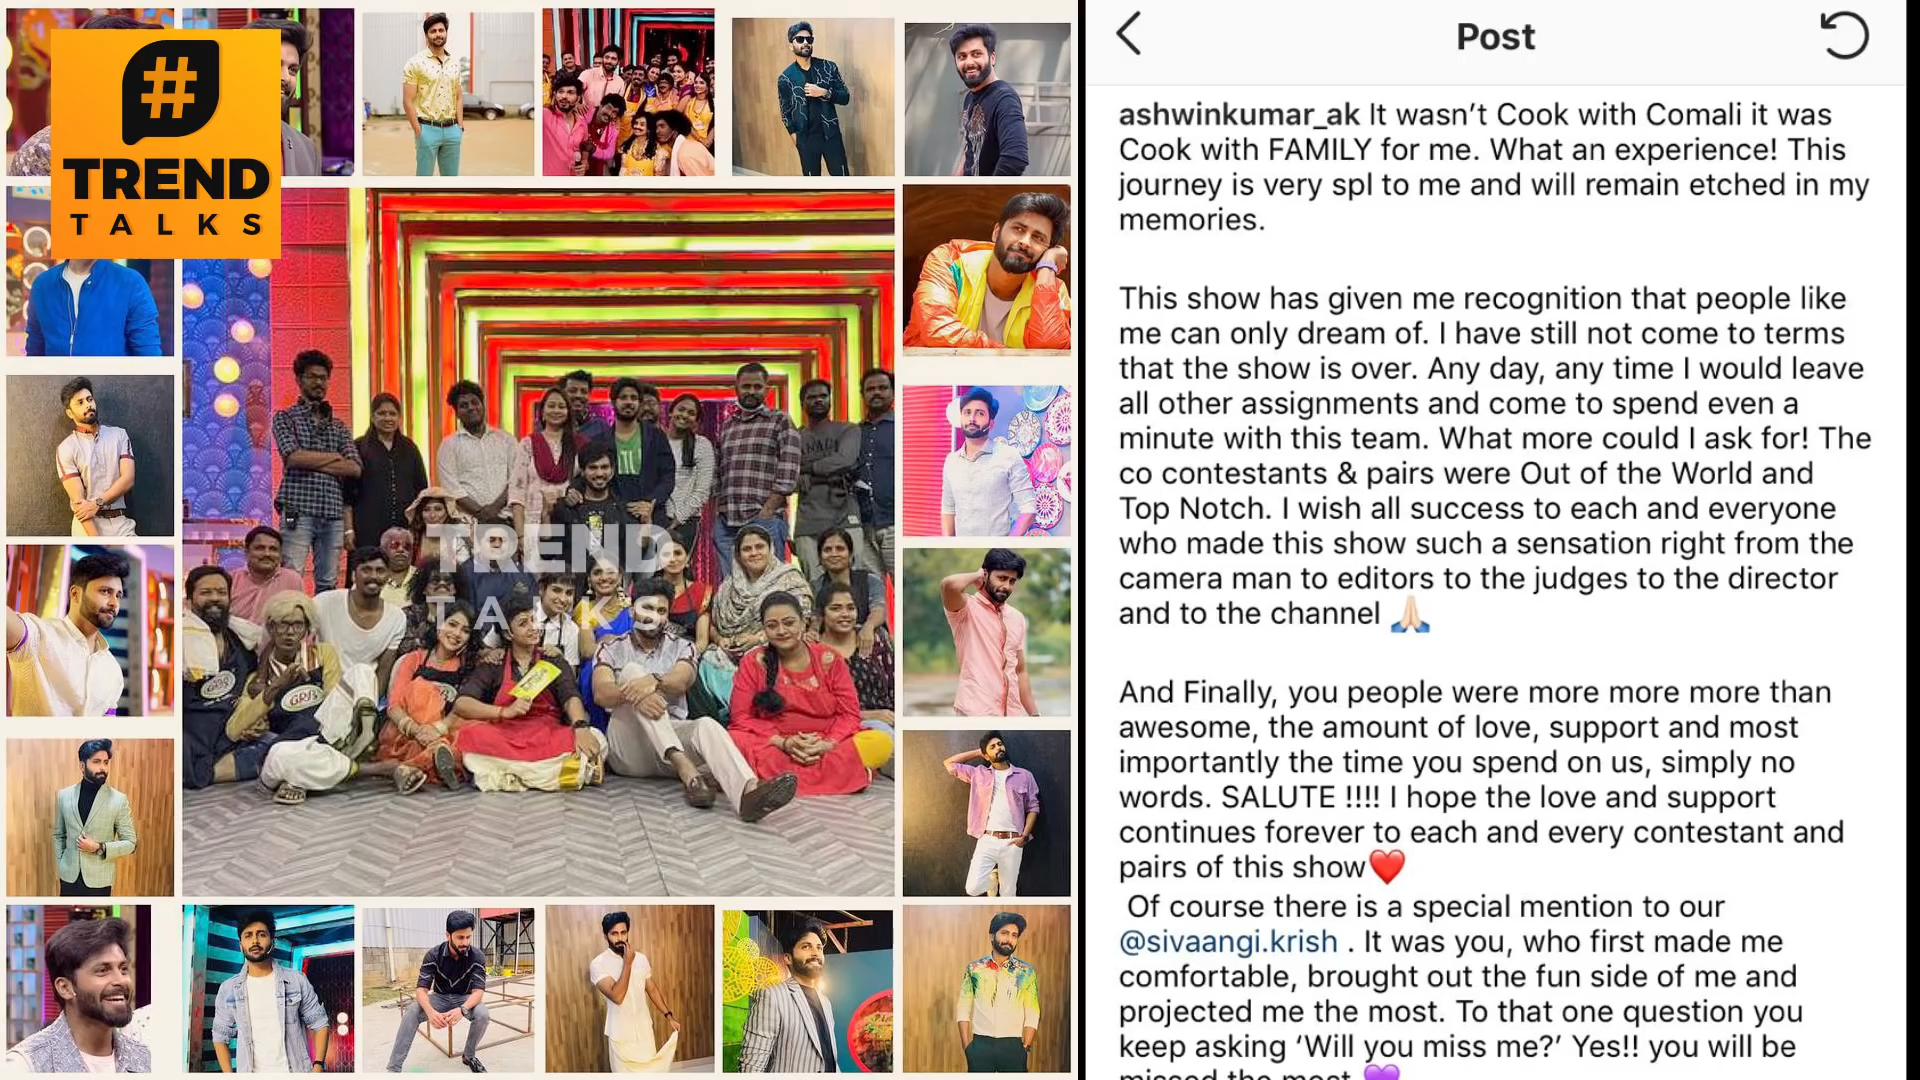 #
TREND
TALKS
TREND
TALKS
GRB
GRB
Post
ashwinkumar_ak It wasn’t Cook with Comali it was
Cook with FAMILY for me. What an experience! This
journey is very spl to me and will remain etched in my
memories.
This show has given me recognition that people like
me can only dream of. I have still not come to terms
that the show is over. Any day, any time I would leave
all other assignments and come to spend even a
minute with this team. What more could I ask for! The
co contestants & pairs were Out of the World and
Top Notch. I wish all success to each and everyone
who made this show such a sensation right from the
camera man to editors to the judges to the director
and to the channel 🙏🏻
And Finally, you people were more more more than
awesome, the amount of love, support and most
importantly the time you spend on us, simply no
words. SALUTE !!!! I hope the love and support
continues forever to each and every contestant and
pairs of this show❤️
Of course there is a special mention to our
@sivaangi.krish . It was you, who first made me
comfortable, brought out the fun side of me and
projected me the most. To that one question you
keep asking ‘Will you miss me?’ Yes!! you will be
missed the most 💜